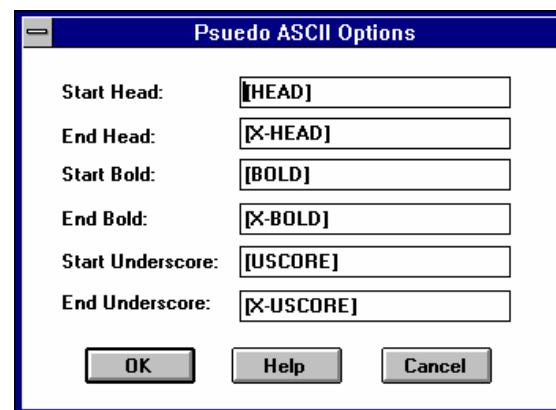 Psuedo ASCII Options
Start Head: [HEAD]
End Head: [X-HEAD]
Start Bold: [BOLD]
End Bold: [X-BOLD]
Start Underscore: [USCORE]
End Underscore: [X-USCORE]
OK Help Cancel